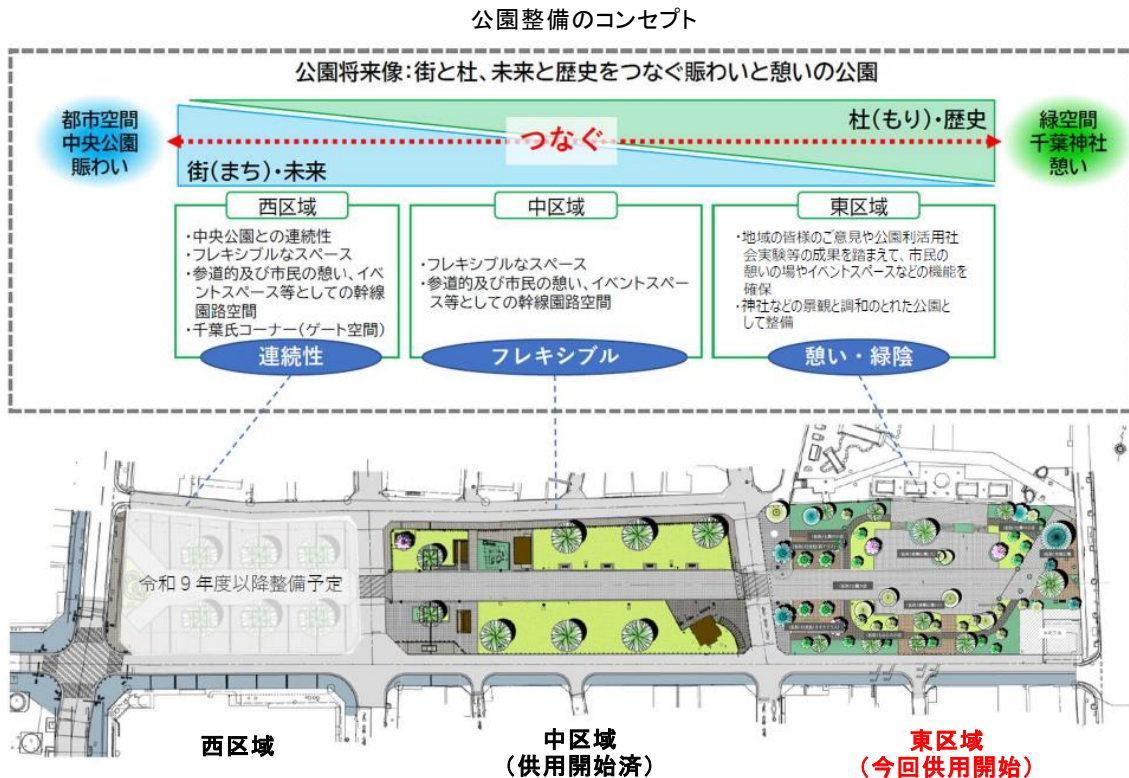 公園整備のコンセプト
公園将来像:街と杜、未来と歴史をつなぐ賑わいと憩いの公園
都市空間
中央公園
賑わい
杜(もり)・歴史
つなぐ
街(まち)・未来
緑空間
千葉神社
憩い
西区域
・中央公園との連続性
・フレキシブルなスペース
・参道的及び市民の憩い、イベ
ントスペース等としての幹線
園路空間
・千葉氏コーナー(ゲート空間)
連続性
中区域
・フレキシブルなスペース
・参道的及び市民の憩い、イベントスペー
ス等としての幹線園路空間
フレキシブル
東区域
・地域の皆様のご意見や公園利活用社
会実験等の成果を踏まえて、市民の
憩いの場やイベントスペースなどの機能を
確保
・神社などの景観と調和のとれた公園と
して整備
憩い・緑陰
令和9年度以降整備予定
西区域
中区域
(供用開始済)
東区域
(今回供用開始)